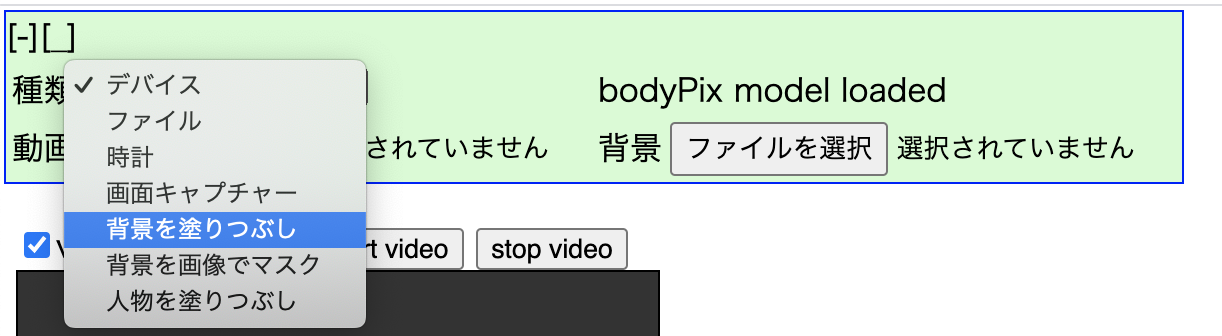 [-][_]
種類
✓ デバイス
ファイル
時計
画面キャプチャー
背景を塗りつぶし
背景を画像でマスク
人物を塗りつぶし
bodyPix model loaded
動画 されていません
背景 ファイルを選択 選択されていません
rt video stop video